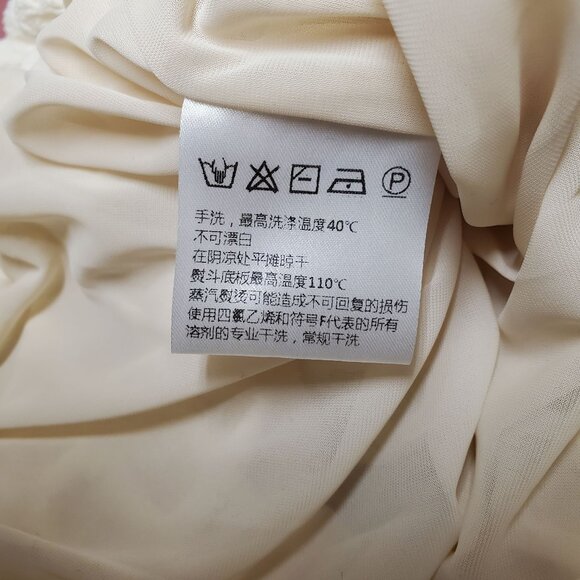 P
手洗，最高洗涤温度40℃
不可漂白
在阴凉处平摊晾干
熨斗底板最高温度110℃
蒸汽熨烫可能造成不可回复的损伤
使用四氯乙烯和符号F代表的所有
溶剂的专业干洗，常规干洗